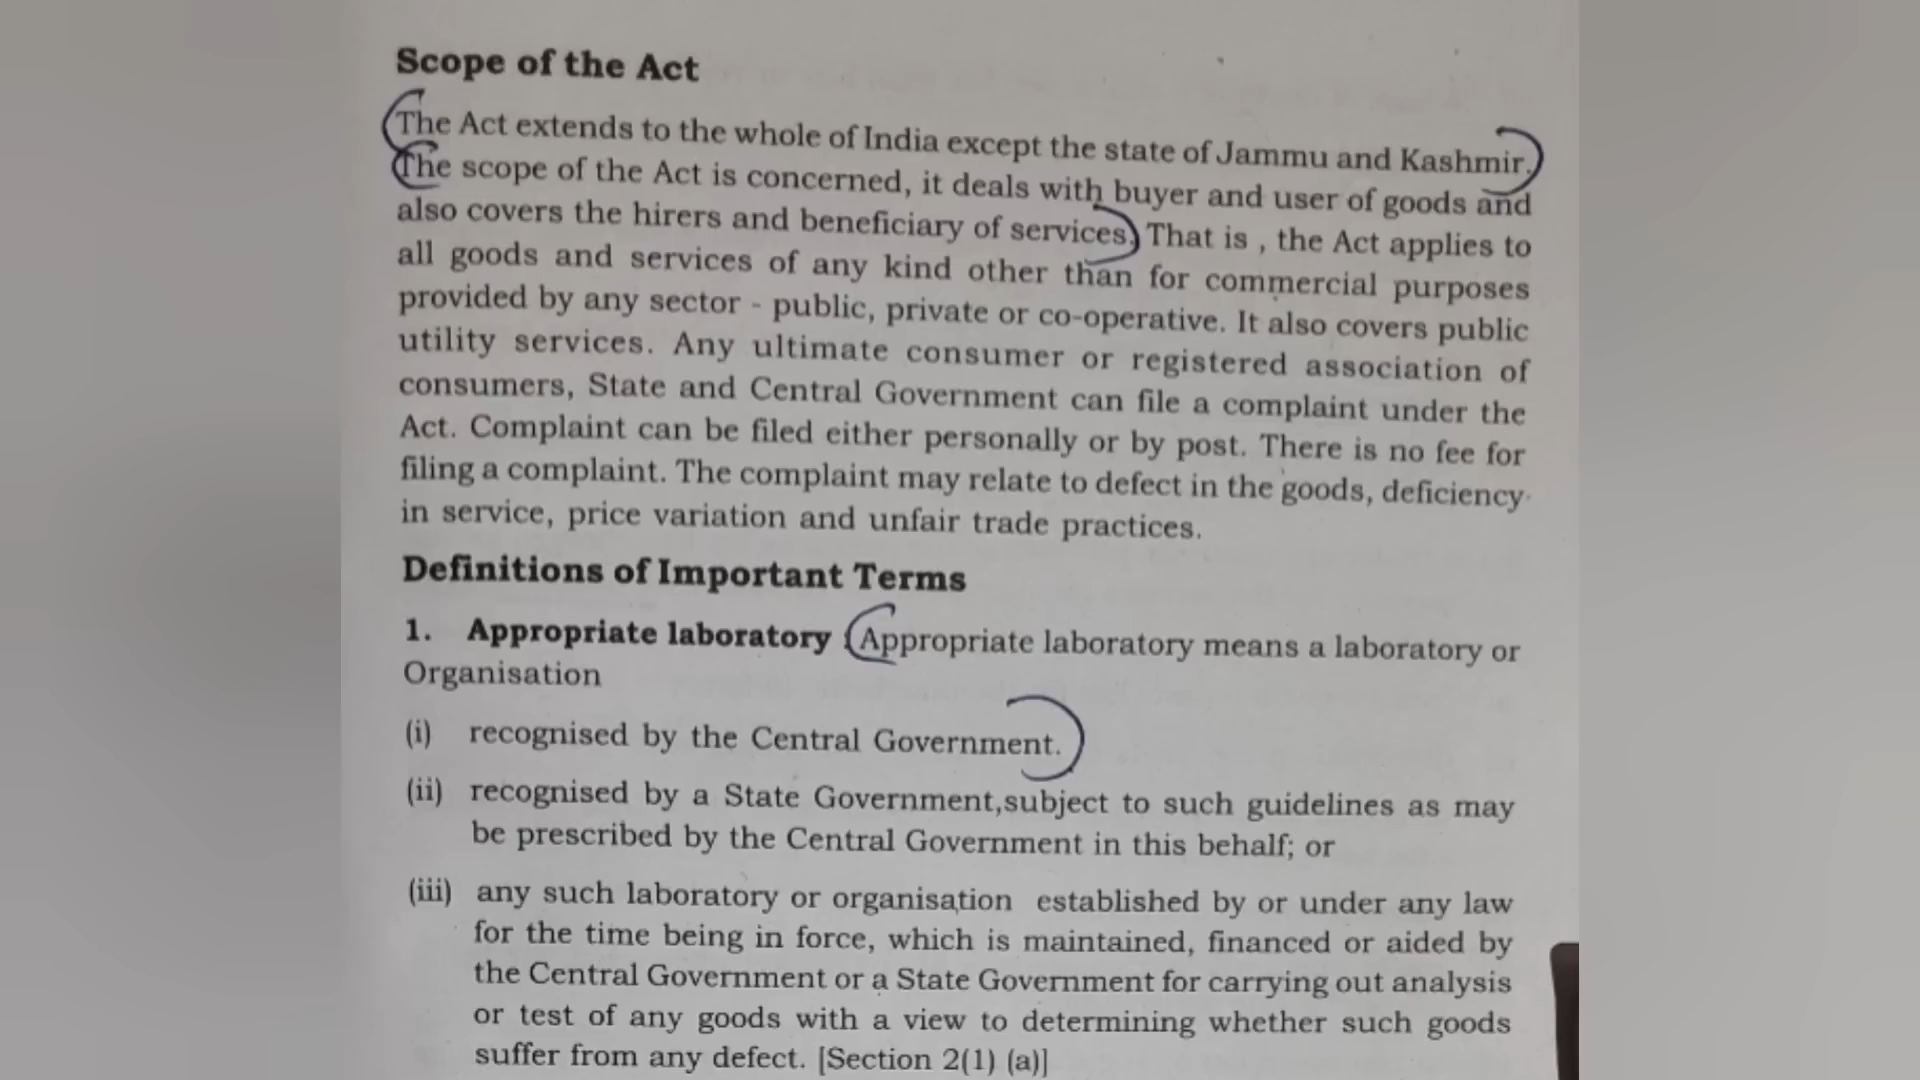 Scope of the Act
The Act extends to the whole of India except the state of Jammu and Kashmir.
The scope of the Act is concerned, it deals with buyer and user of goods and
also covers the hirers and beneficiary of services. That is , the Act applies to
all goods and services of any kind other than for commercial purposes
provided by any sector - public, private or co-operative. It also covers public
utility services. Any ultimate consumer or registered association of
consumers, State and Central Government can file a complaint under the
Act. Complaint can be filed either personally or by post. There is no fee for
filing a complaint. The complaint may relate to defect in the goods, deficiency
in service, price variation and unfair trade practices.
Definitions of Important Terms
1. Appropriate laboratory : Appropriate laboratory means a laboratory or
Organisation
(i) recognised by the Central Government.
(ii) recognised by a State Government,subject to such guidelines as may
be prescribed by the Central Government in this behalf; or
(iii) any such laboratory or organisation established by or under any law
for the time being in force, which is maintained, financed or aided by
the Central Government or a State Government for carrying out analysis
or test of any goods with a view to determining whether such goods
suffer from any defect. [Section 2(1) (a)]